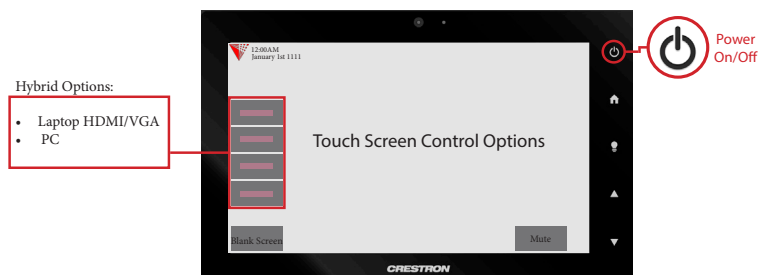 12:00AM
January 1st 1111
Power
On/Off
Hybrid Options:
• Laptop HDMI/VGA
• PC
Touch Screen Control Options
Blank Screen
Mute
CRESTRON